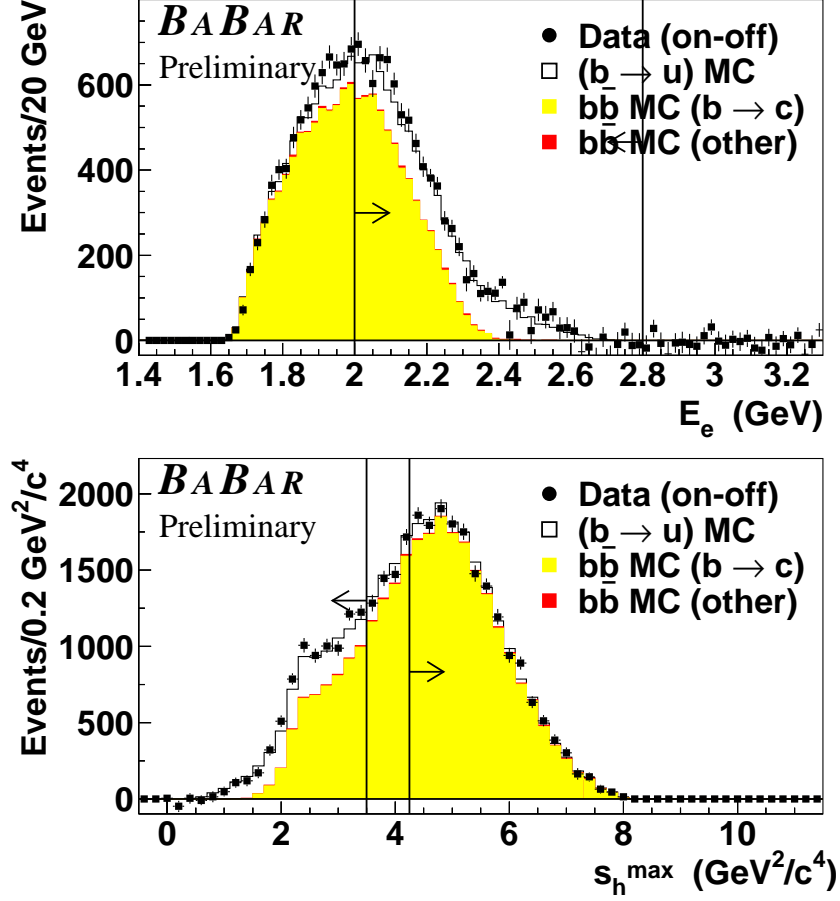 BABAR
Preliminary
Data (on-off)
(b → u) MC
bb̄ MC (b → c)
bb̄ MC (other)
Events/20 GeV
600
400
200
0
1.4 1.6 1.8 2 2.2 2.4 2.6 2.8 3 3.2
E_e (GeV)
BABAR
Preliminary
Data (on-off)
(b → u) MC
bb̄ MC (b → c)
bb̄ MC (other)
Events/0.2 GeV²/c⁴
2000
1500
1000
500
0
0 2 4 6 8 10
s_h^max (GeV²/c⁴)